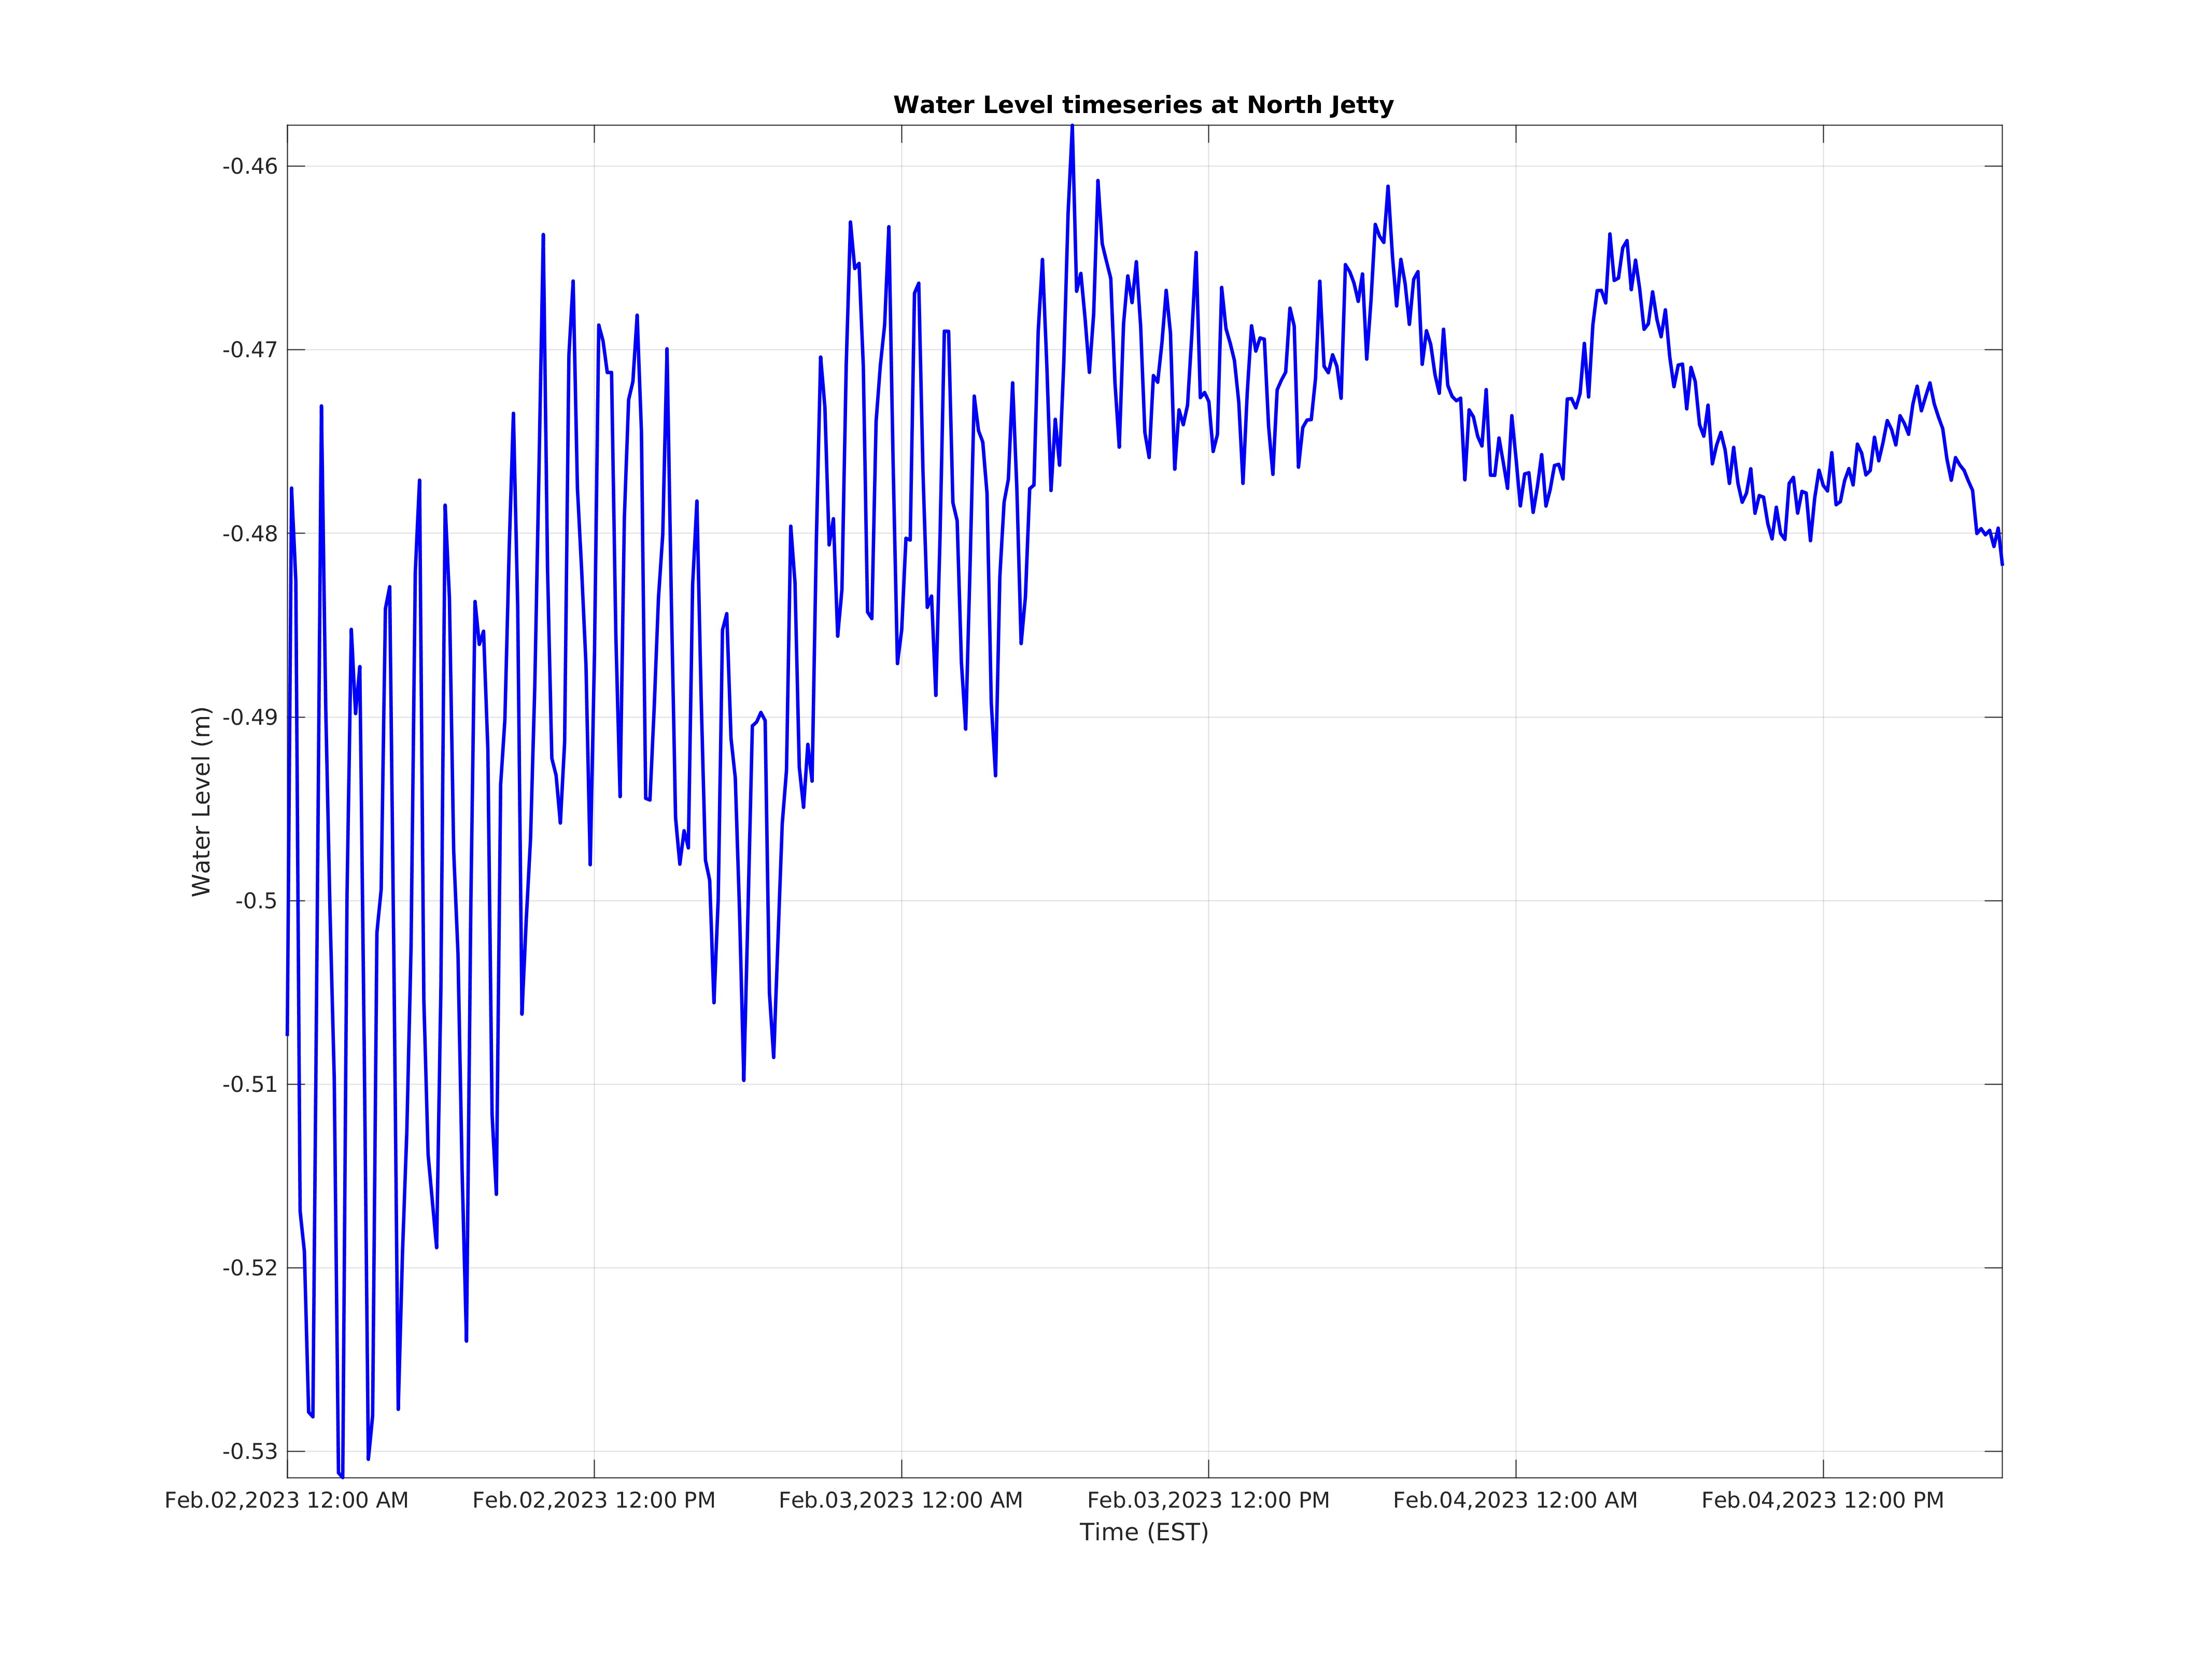 Water Level timeseries at North Jetty
-0.46
-0.47
-0.48
-0.49
-0.5
-0.51
-0.52
-0.53
Water Level (m)
Feb.02,2023 12:00 AM Feb.02,2023 12:00 PM Feb.03,2023 12:00 AM Feb.03,2023 12:00 PM Feb.04,2023 12:00 AM Feb.04,2023 12:00 PM
Time (EST)